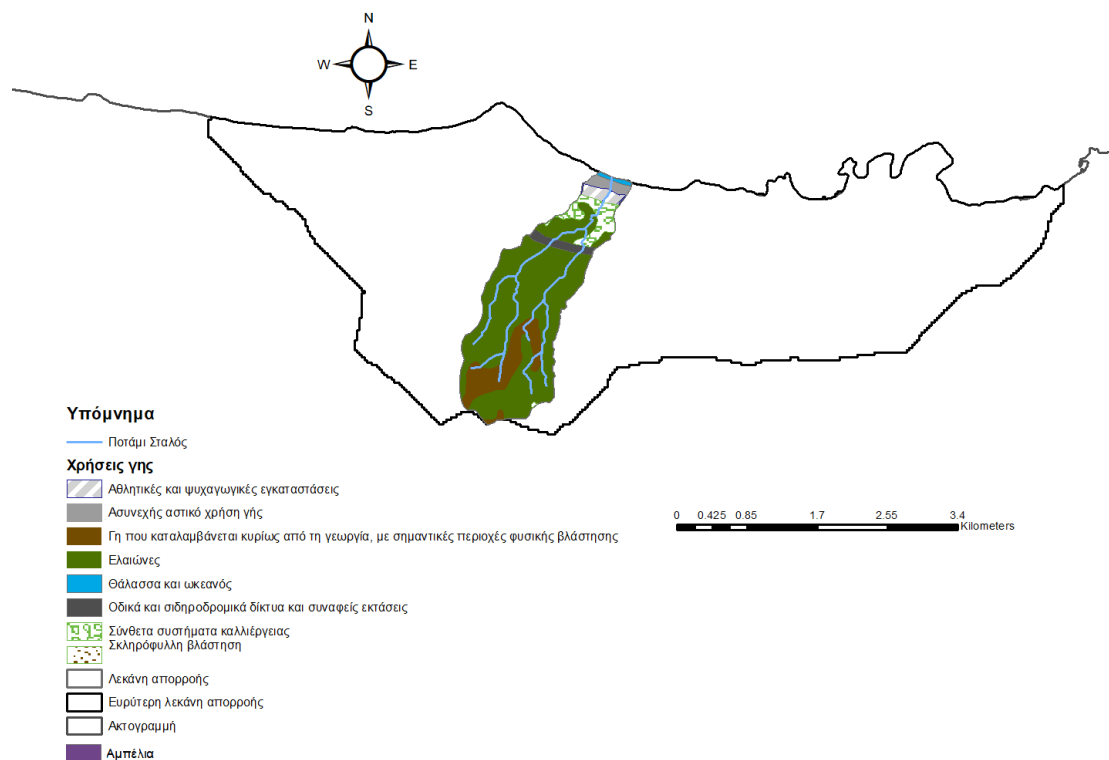 N
W E
S
Υπόμνημα
Ποτάμι Σταλός
Χρήσεις γης
Αθλητικές και ψυχαγωγικές εγκαταστάσεις
Ασυνεχής αστικό χρήση γής
Γη που καταλαμβάνεται κυρίως από τη γεωργία, με σημαντικές περιοχές φυσικής βλάστησης
Ελαιώνες
Θάλασσα και ωκεανός
Οδικά και σιδηροδρομικά δίκτυα και συναφείς εκτάσεις
Σύνθετα συστήματα καλλιέργειας
Σκληρόφυλλη βλάστηση
Λεκάνη απορροής
Ευρύτερη λεκάνη απορροής
Ακτογραμμή
Αμπέλια
0 0.425 0.85 1.7 2.55 3.4
Kilometers